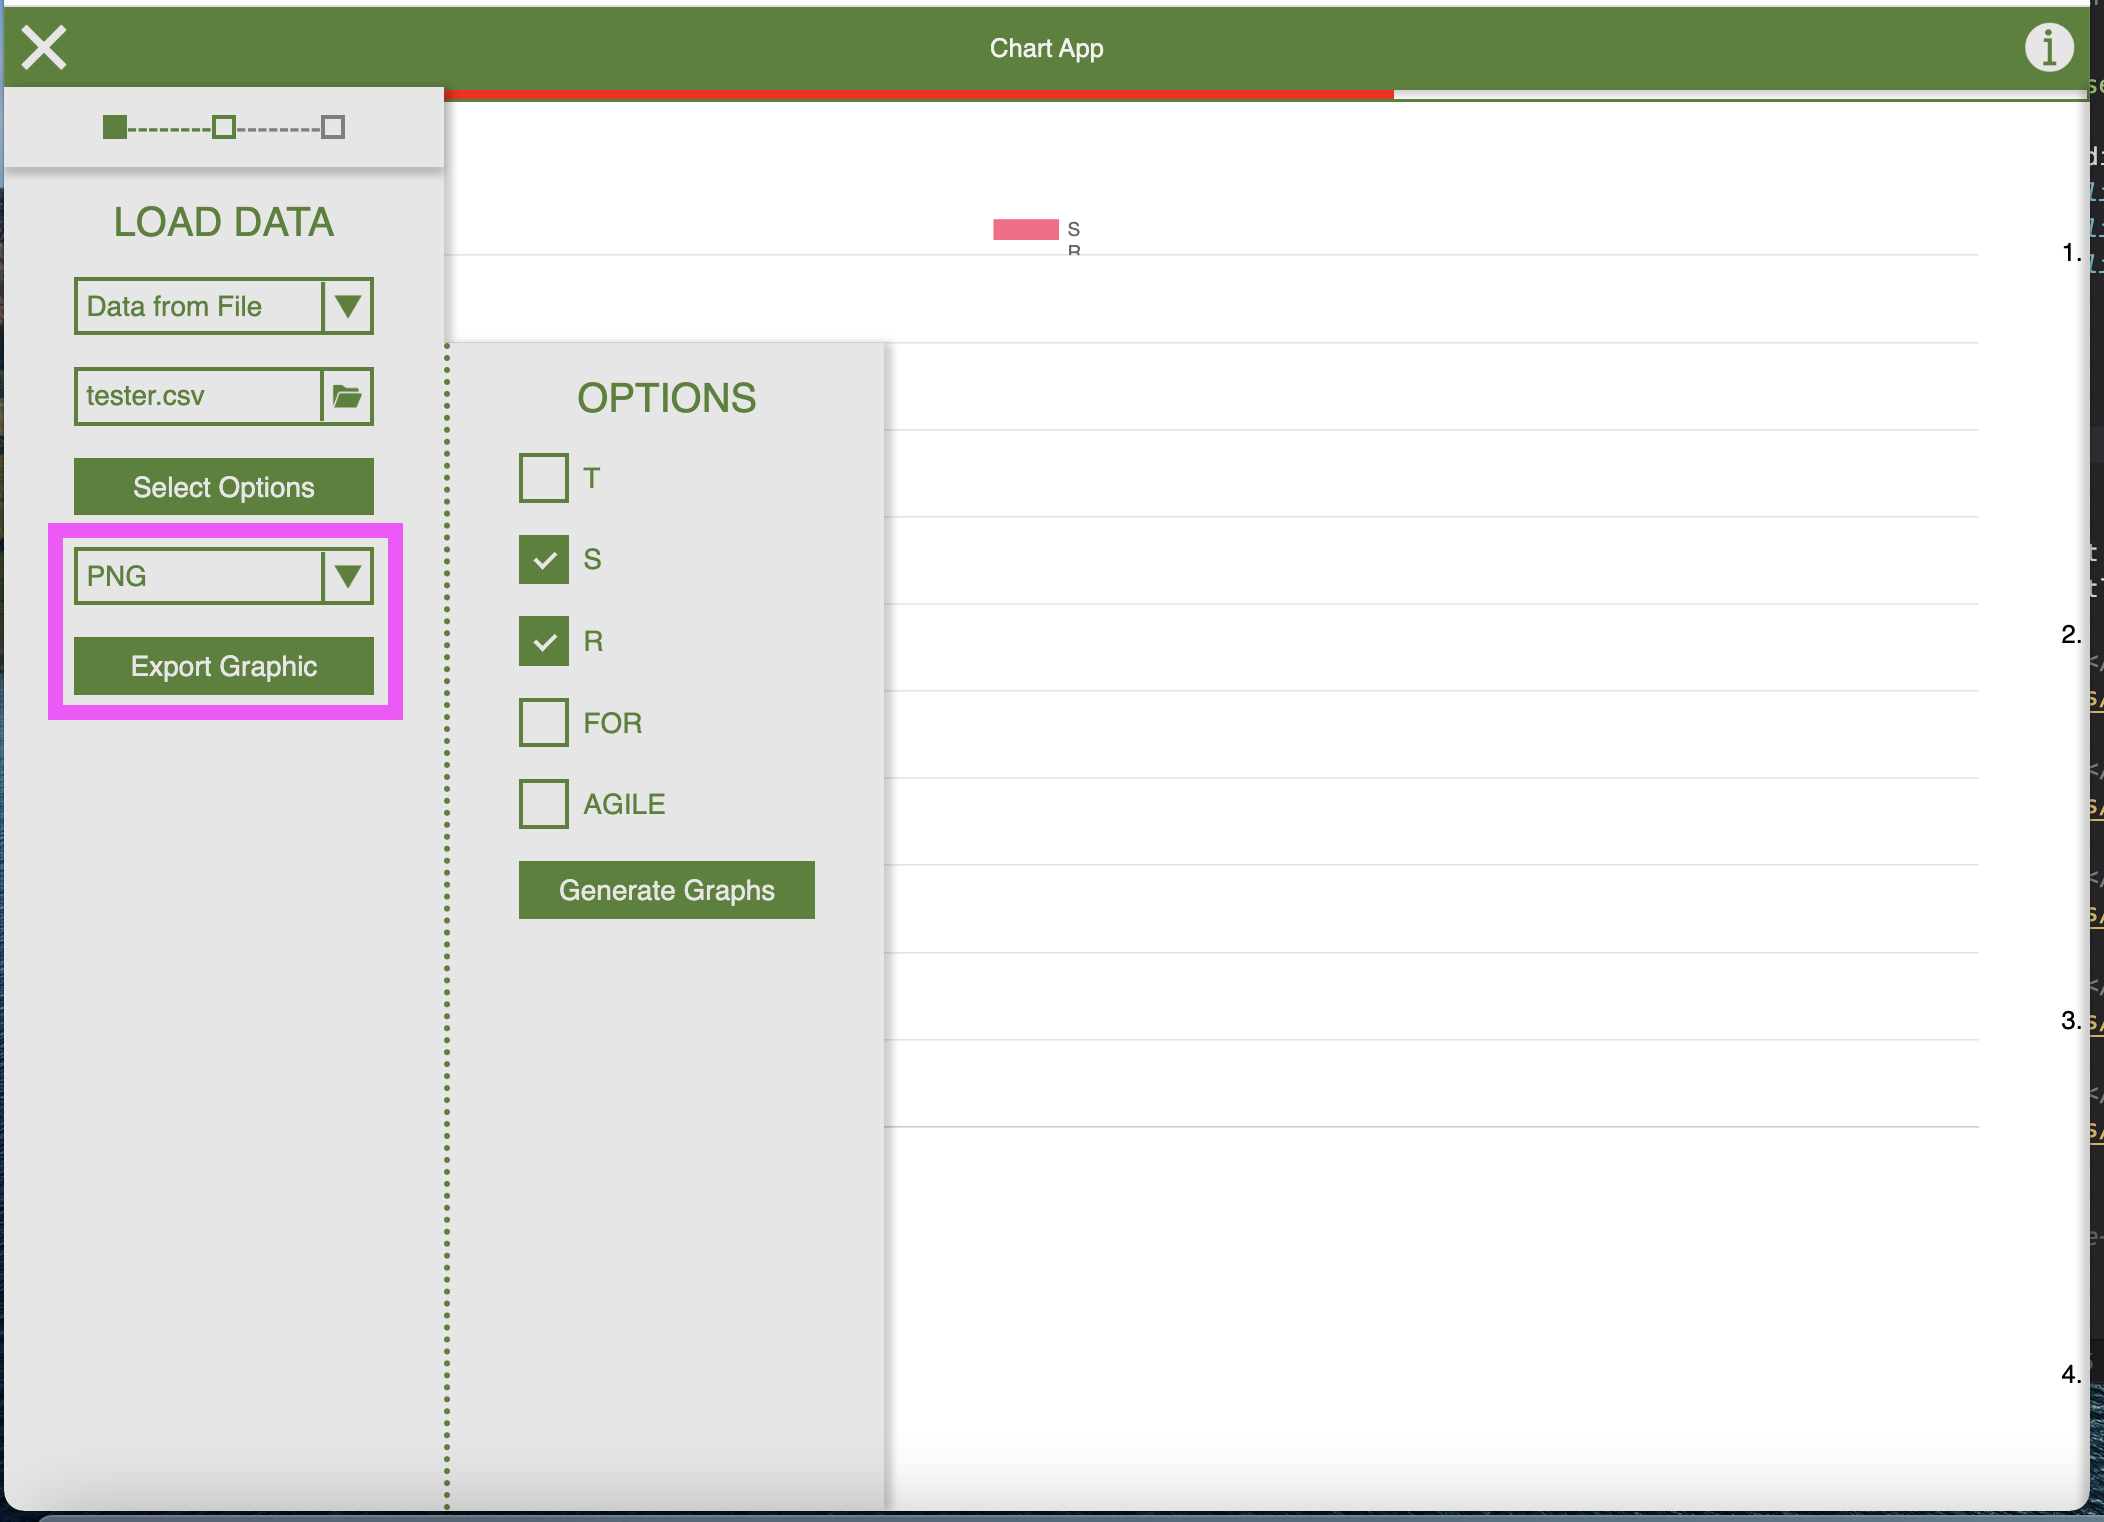 Chart App
LOAD DATA
Data from File
tester.csv
Select Options
PNG
Export Graphic
OPTIONS
T
S
R
FOR
AGILE
Generate Graphs
S
R
1.
2.
3.
4.